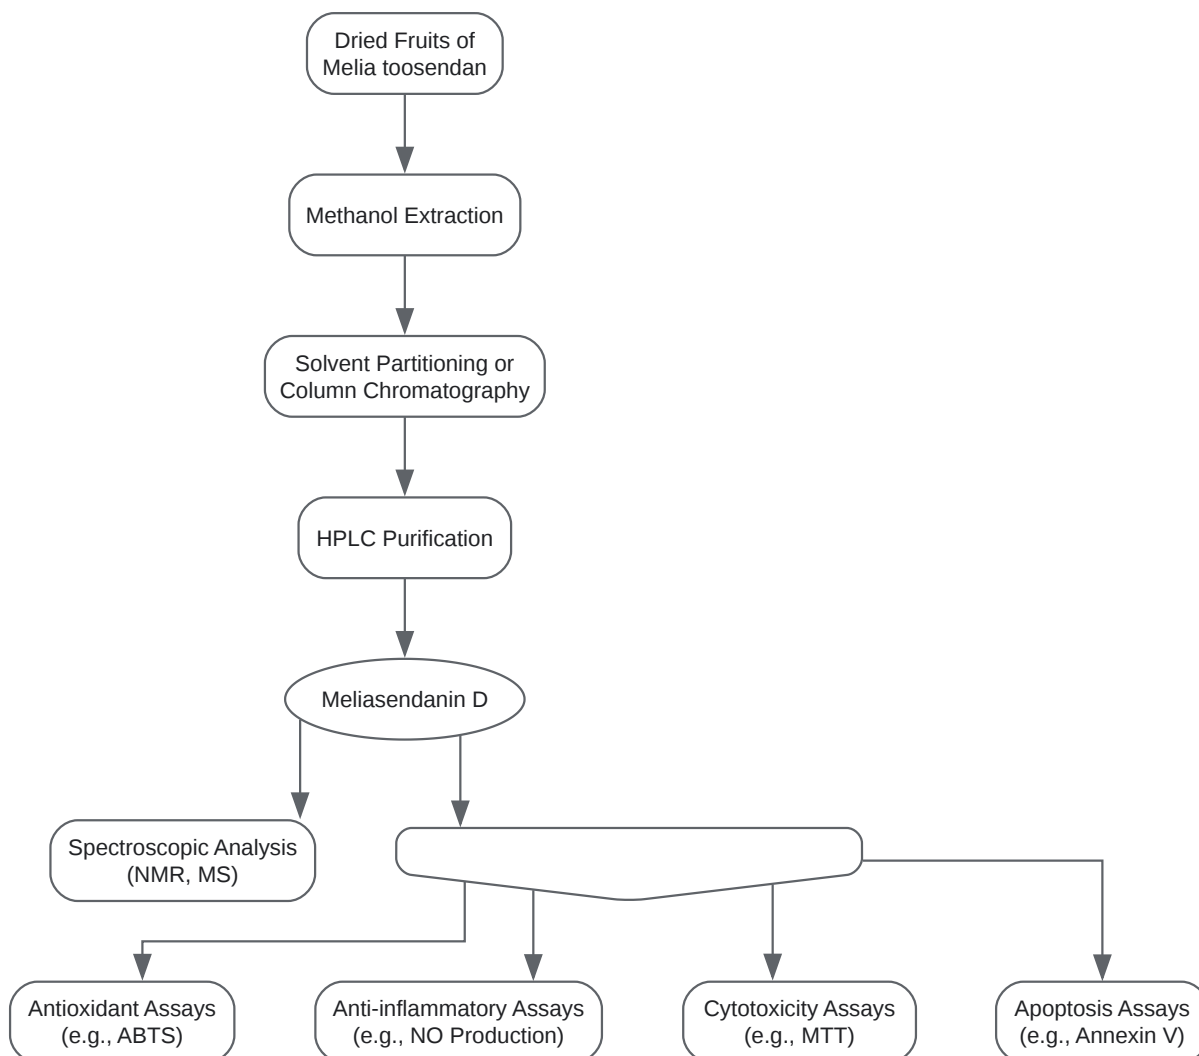 Dried Fruits of
Melia toosendan
Methanol Extraction
Solvent Partitioning or
Column Chromatography
HPLC Purification
Meliasendanin D
Spectroscopic Analysis
(NMR, MS)
Antioxidant Assays
(e.g., ABTS)
Anti-inflammatory Assays
(e.g., NO Production)
Cytotoxicity Assays
(e.g., MTT)
Apoptosis Assays
(e.g., Annexin V)